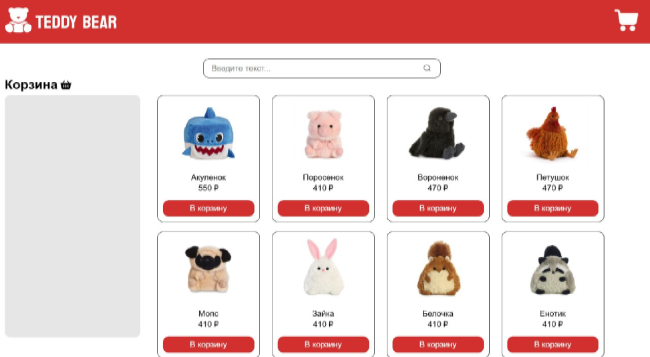 TEDDY BEAR
Введите текст...
Корзина
Акуленок
550 ₽
В корзину
Поросенок
410 ₽
В корзину
Вороненок
470 ₽
В корзину
Петушок
470 ₽
В корзину
Мопс
410 ₽
В корзину
Зайка
410 ₽
В корзину
Белочка
410 ₽
В корзину
Енотик
410 ₽
В корзину